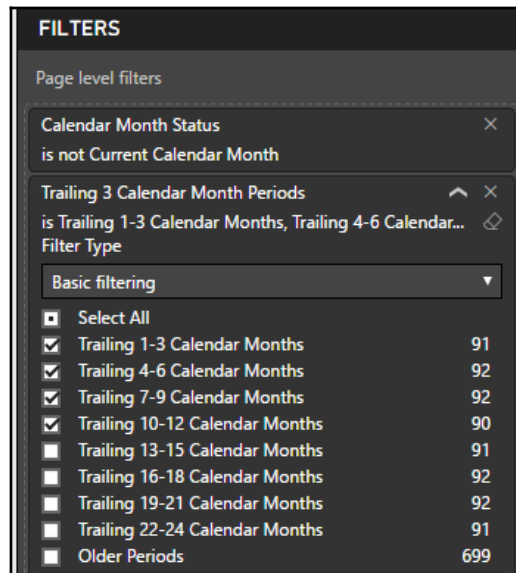 FILTERS
Page level filters
Calendar Month Status
is not Current Calendar Month
Trailing 3 Calendar Month Periods
is Trailing 1-3 Calendar Months, Trailing 4-6 Calendar...
Filter Type
Basic filtering
Select All
Trailing 1-3 Calendar Months 91
Trailing 4-6 Calendar Months 92
Trailing 7-9 Calendar Months 92
Trailing 10-12 Calendar Months 90
Trailing 13-15 Calendar Months 91
Trailing 16-18 Calendar Months 92
Trailing 19-21 Calendar Months 92
Trailing 22-24 Calendar Months 91
Older Periods 699